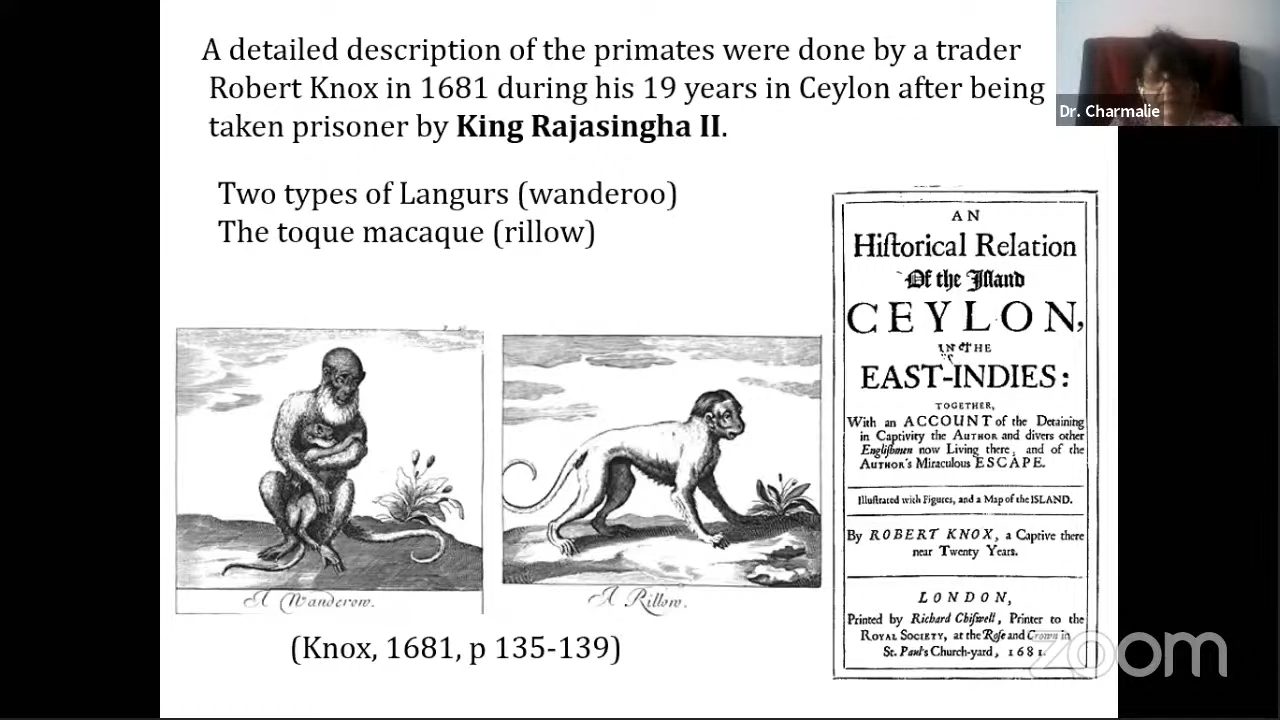 A detailed description of the primates were done by a trader
Robert Knox in 1681 during his 19 years in Ceylon after being
taken prisoner by King Rajasingha II.
Dr. Charmalie
Two types of Langurs (wanderoo)
The toque macaque (rillow)
A Wanderow.
A Rillow.
(Knox, 1681, p 135-139)
AN
Hiſtorical Relation
Of the Iſland
CEYLON,
IN THE
EAST-INDIES:
TOGETHER,
With an ACCOUNT of the Detaining
in Captivity the AUTHOR and divers other
Engliſhmen now Living there, and of the
AUTHOR'S Miraculous ESCAPE.
Illuſtrated with Figures, and a Map of the ISLAND.
By ROBERT KNOX, a Captive there
near Twenty Years.
LONDON,
Printed by Richard Chiſwell, Printer to the
ROYAL SOCIETY, at the Roſe and Crown in
St. Paul's Church-yard, 1681.
zoom